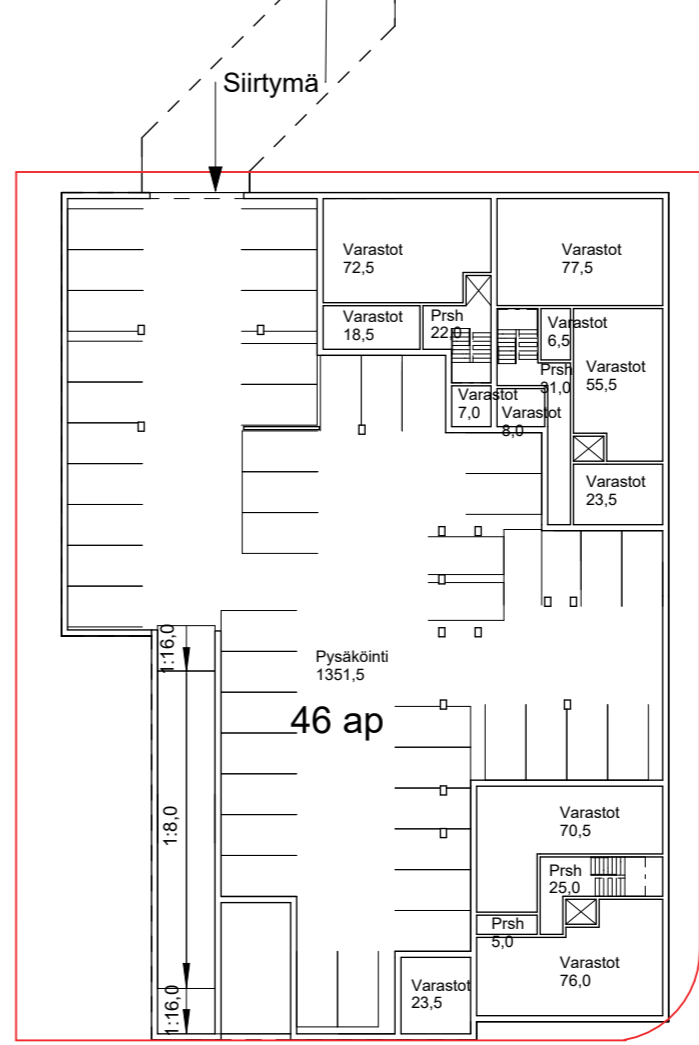 Siirtymä
Varastot
72,5
Varastot
77,5
Varastot
18,5
Prsh
22,0
Varastot
6,5
Prsh
31,0
Varastot
55,5
Varastot
7,0
Varastot
8,0
Varastot
23,5
1:16,0
Pysäköinti
1351,5
46 ap
1:8,0
Varastot
70,5
Prsh
25,0
Prsh
5,0
Varastot
76,0
Varastot
23,5
1:16,0